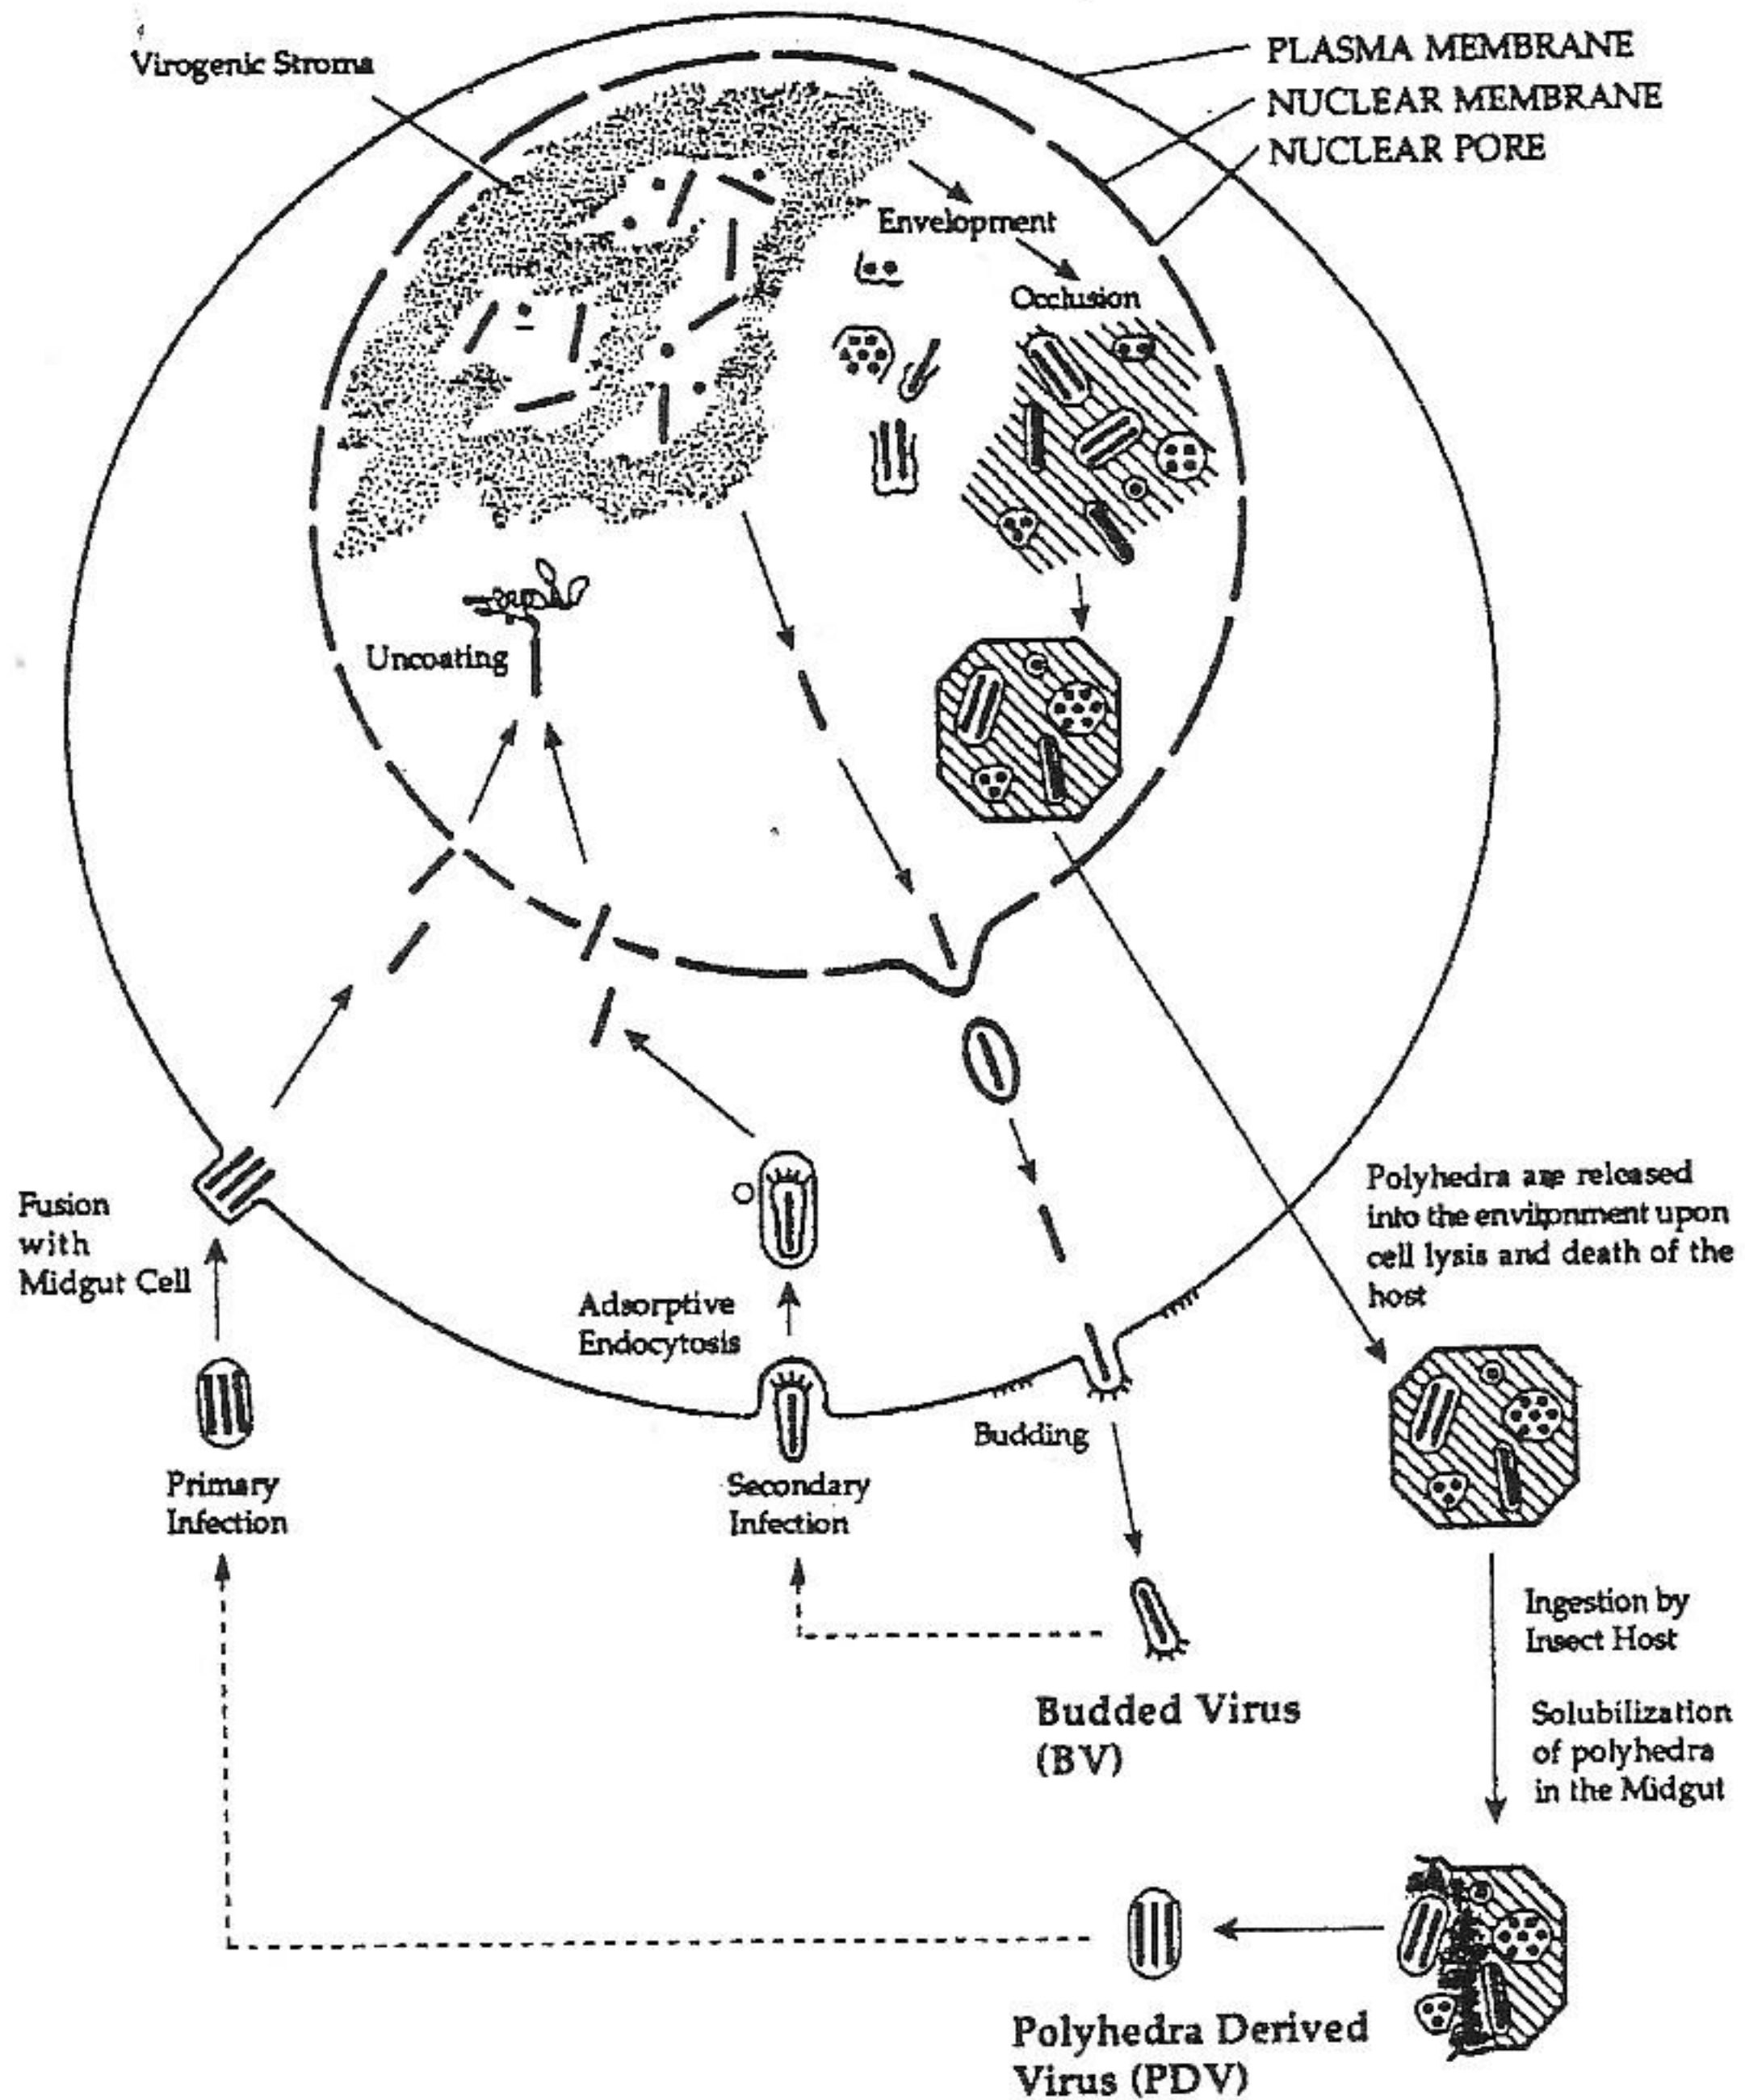 Virogenic Stroma
PLASMA MEMBRANE
NUCLEAR MEMBRANE
NUCLEAR PORE
Envelopment
Occlusion
Uncoating
Fusion
with
Midgut Cell
Adsorptive
Endocytosis
Polyhedra are released
into the environment upon
cell lysis and death of the
host
Primary
Infection
Secondary
Infection
Budding
Ingestion by
Insect Host
Solubilization
of polyhedra
in the Midgut
Budded Virus
(BV)
Polyhedra Derived
Virus (PDV)